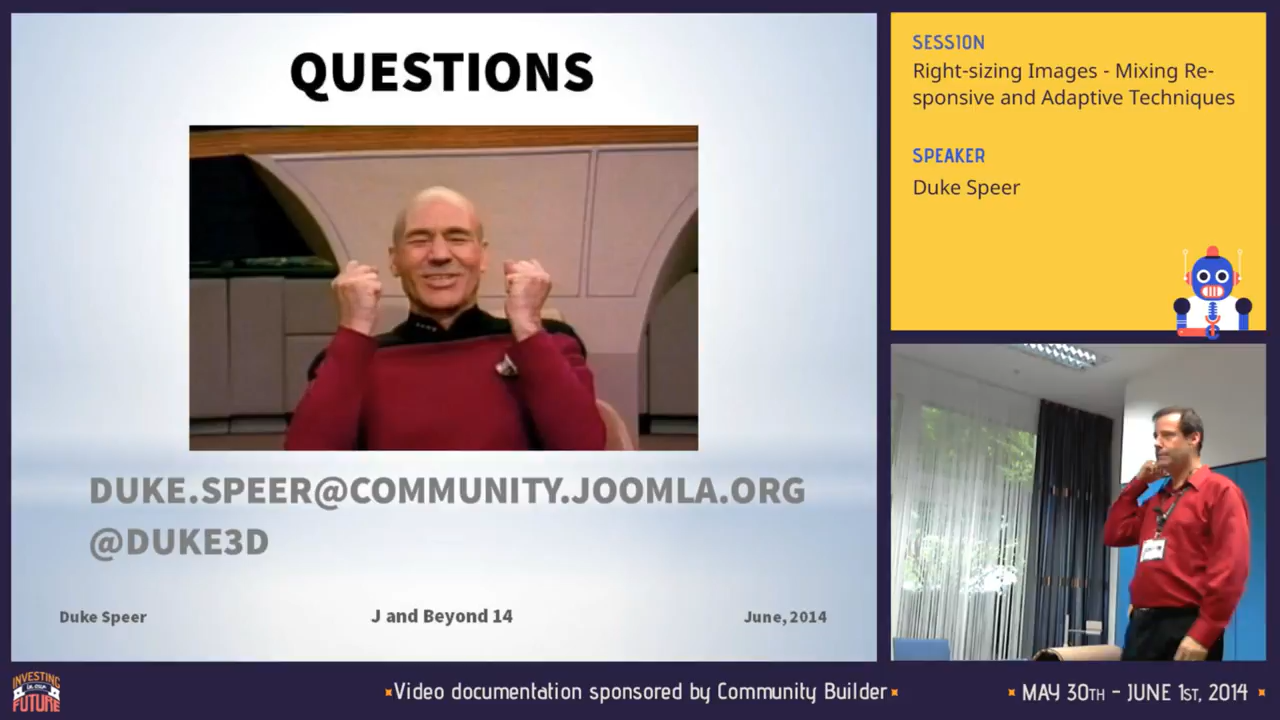 QUESTIONS
DUKE.SPEER@COMMUNITY.JOOMLA.ORG
@DUKE3D
Duke Speer
J and Beyond 14
June, 2014
SESSION
Right-sizing Images - Mixing Re-
sponsive and Adaptive Techniques
SPEAKER
Duke Speer
INVESTING
IN OUR
FUTURE
Video documentation sponsored by Community Builder
MAY 30TH - JUNE 1ST, 2014